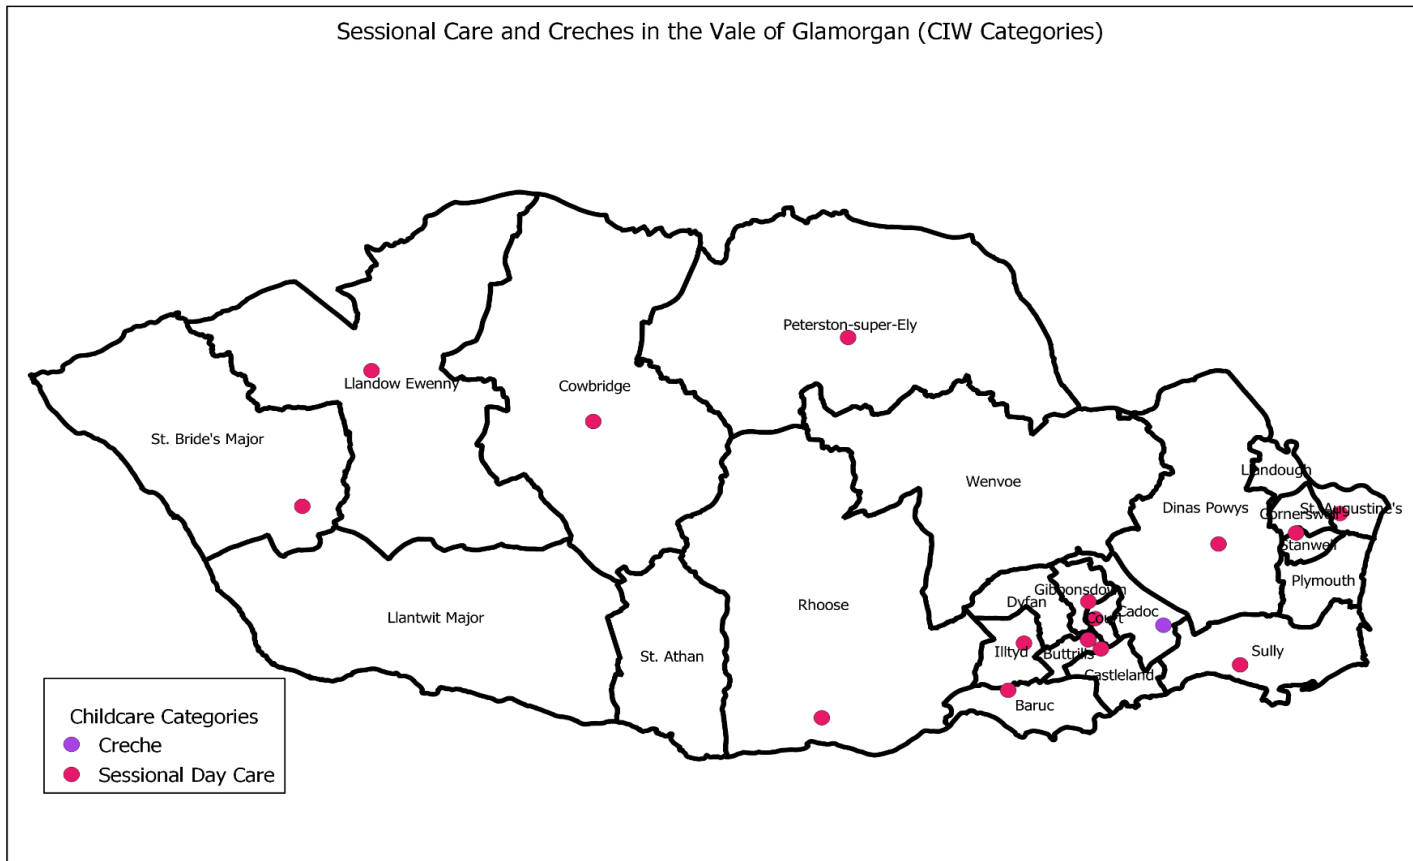 Sessional Care and Creches in the Vale of Glamorgan (CIW Categories)
Peterston-super-Ely
Llandow Ewenny
Cowbridge
St. Bride's Major
Llandough
Wenvoe
Dinas Powys
St. Augustine's
Cornerswell
Stanwell
Plymouth
Gibbonsdown
Dyfan
Rhoose
Cadoc
Court
Llantwit Major
St. Athan
Illtyd
Buttrills
Sully
Castleland
Baruc
Childcare Categories
Creche
Sessional Day Care